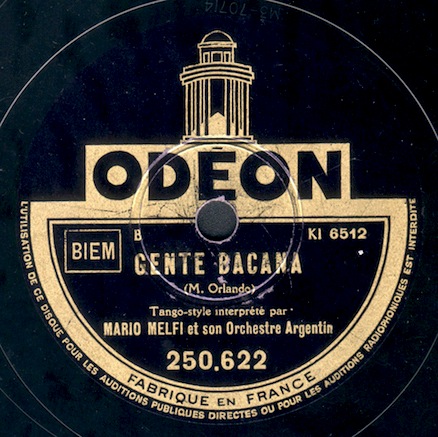 MS-70714
ODEON
B
KI 6512
BIEM
GENTE BACANA
(M. Orlando)
Tango-style interprété par
MARIO MELFI et son Orchestre Argentin
250.622
FABRIQUE EN FRANCE
L'UTILISATION DE CE DISQUE POUR LES AUDITIONS PUBLIQUES DIRECTES OU POUR LES AUDITIONS RADIOPHONIQUES EST INTERDITE